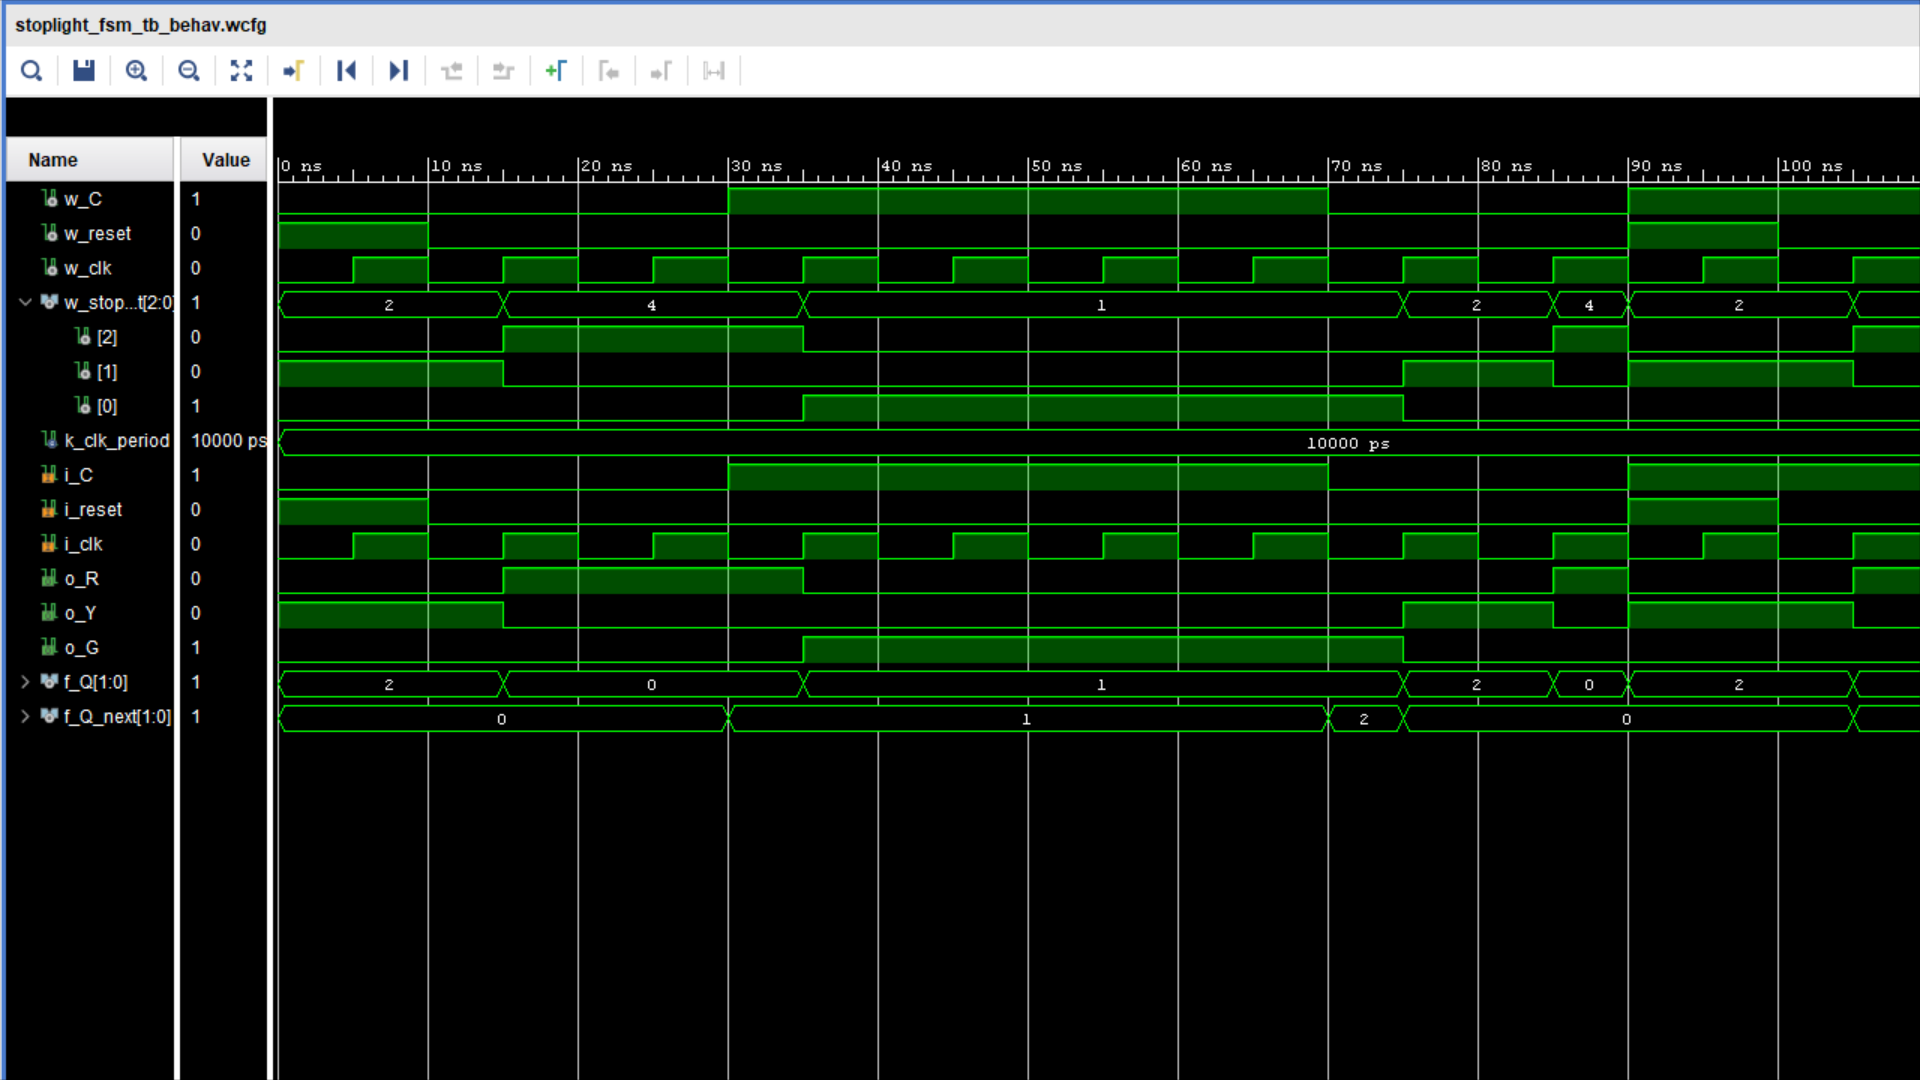 stoplight_fsm_tb_behav.wcfg
Name Value
0 ns 10 ns 20 ns 30 ns 40 ns 50 ns 60 ns 70 ns 80 ns 90 ns 100 ns
w_C 1
w_reset 0
w_clk 0
w_stop...t[2:0] 1 2 4 1 2 4 2
[2] 0
[1] 0
[0] 1
k_clk_period 10000 ps 10000 ps
i_C 1
i_reset 0
i_clk 0
o_R 0
o_Y 0
o_G 1
f_Q[1:0] 1 2 0 1 2 0 2
f_Q_next[1:0] 1 0 1 2 0